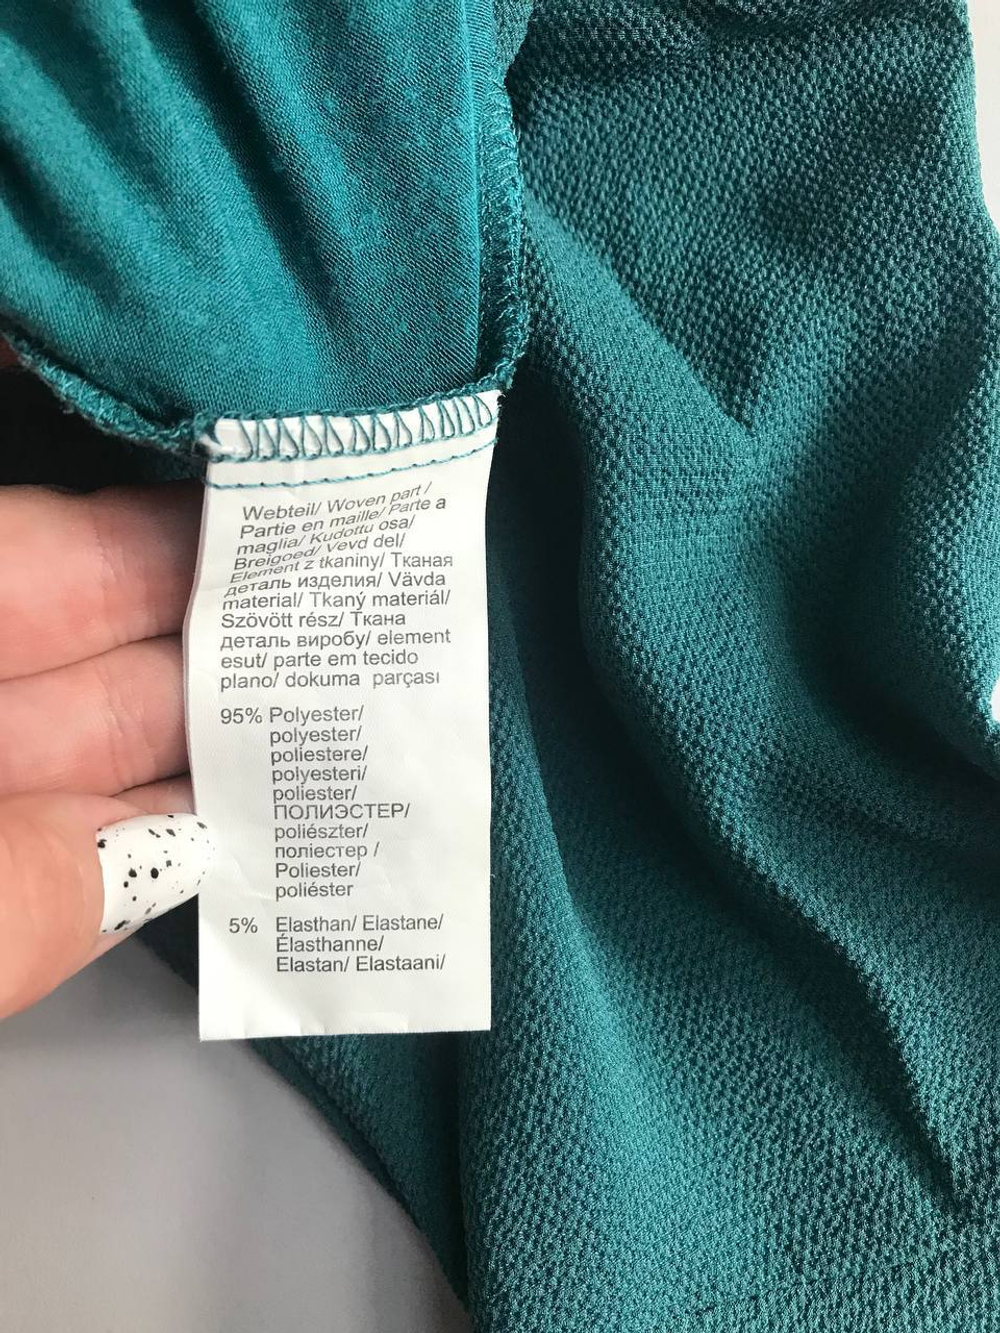 Webteil/ Woven part /
Partie en maille/ Parte a
maglia/ Kudottu osa/
Breigoed/ Vevd del/
Element z tkaniny/ Тканая
деталь изделия/ Vävda
material/ Tkaný materiál/
Szövött rész/ Ткана
деталь виробу/ element
esut/ parte em tecido
plano/ dokuma parçası
95% Polyester/
polyester/
poliestere/
polyesteri/
poliester/
ПОЛИЭСТЕР/
poliészter/
поліестер /
Poliester/
poliéster
5% Elasthan/ Elastane/
Élasthanne/
Elastan/ Elastaani/